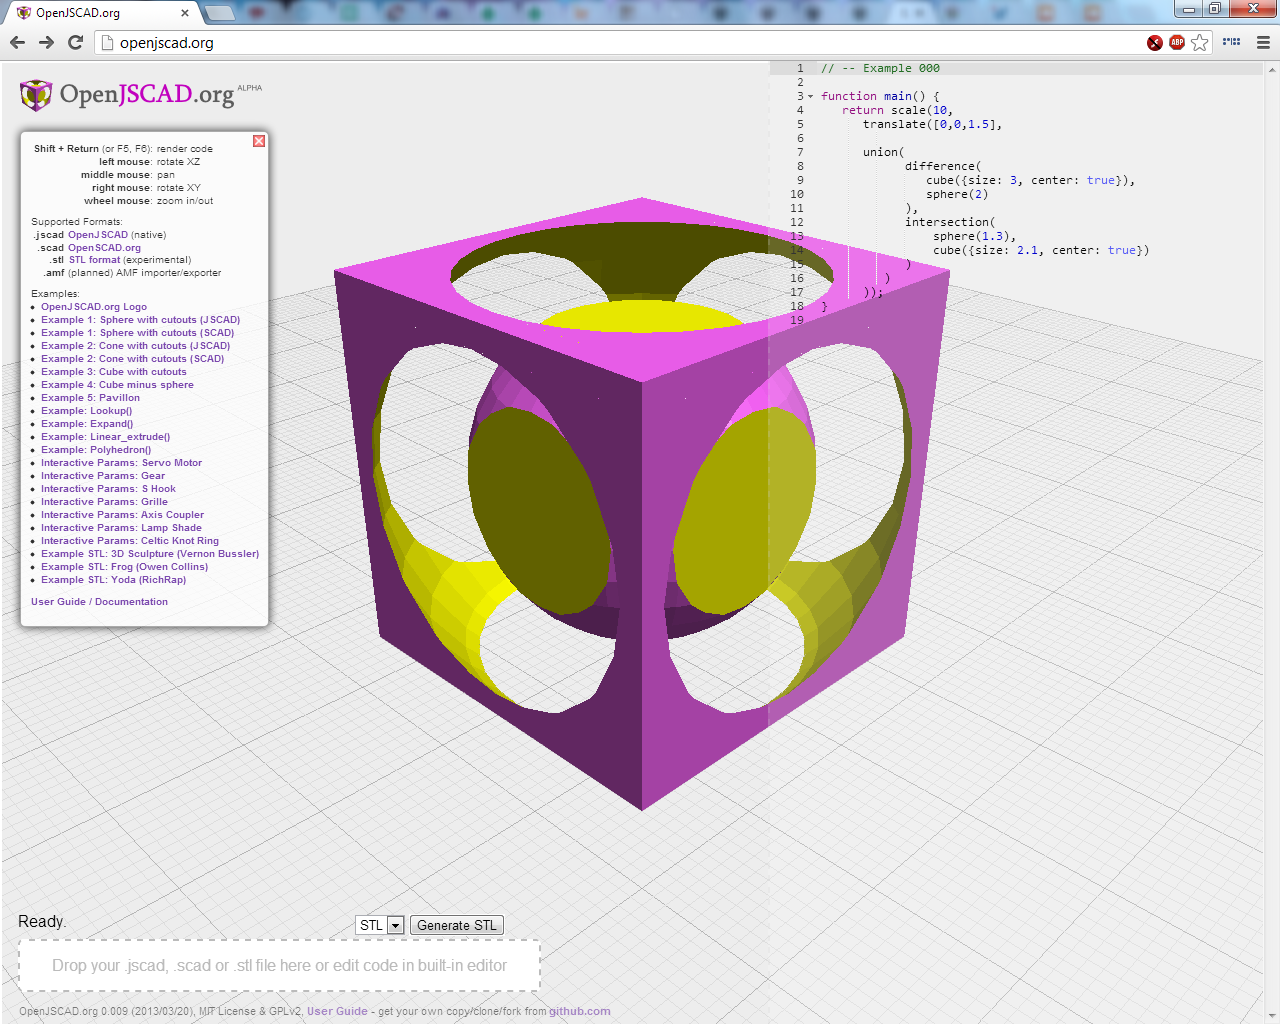 OpenJSCAD.org
openjscad.org
ABP
OpenJSCAD.org ALPHA
Shift + Return (or F5, F6): render code
left mouse: rotate XZ
middle mouse: pan
right mouse: rotate XY
wheel mouse: zoom in/out
Supported Formats:
.jscad OpenJSCAD (native)
.scad OpenSCAD.org
.stl STL format (experimental)
.amf (planned) AMF importer/exporter
Examples:
OpenJSCAD.org Logo
Example 1: Sphere with cutouts (JSCAD)
Example 1: Sphere with cutouts (SCAD)
Example 2: Cone with cutouts (JSCAD)
Example 2: Cone with cutouts (SCAD)
Example 3: Cube with cutouts
Example 4: Cube minus sphere
Example 5: Pavillon
Example: Lookup()
Example: Expand()
Example: Linear_extrude()
Example: Polyhedron()
Interactive Params: Servo Motor
Interactive Params: Gear
Interactive Params: S Hook
Interactive Params: Grille
Interactive Params: Axis Coupler
Interactive Params: Lamp Shade
Interactive Params: Celtic Knot Ring
Example STL: 3D Sculpture (Vernon Bussler)
Example STL: Frog (Owen Collins)
Example STL: Yoda (RichRap)
User Guide / Documentation
1 // -- Example 000
2
3 function main() {
4 return scale(10,
5 translate([0,0,1.5],
6
7 union(
8 difference(
9 cube({size: 3, center: true}),
10 sphere(2)
11 ),
12 intersection(
13 sphere(1.3),
14 cube({size: 2.1, center: true})
15 )
16 )
17 ));
18 }
19
Ready.
STL Generate STL
Drop your .jscad, .scad or .stl file here or edit code in built-in editor
OpenJSCAD.org 0.009 (2013/03/20), MIT License & GPLv2, User Guide - get your own copy/clone/fork from github.com